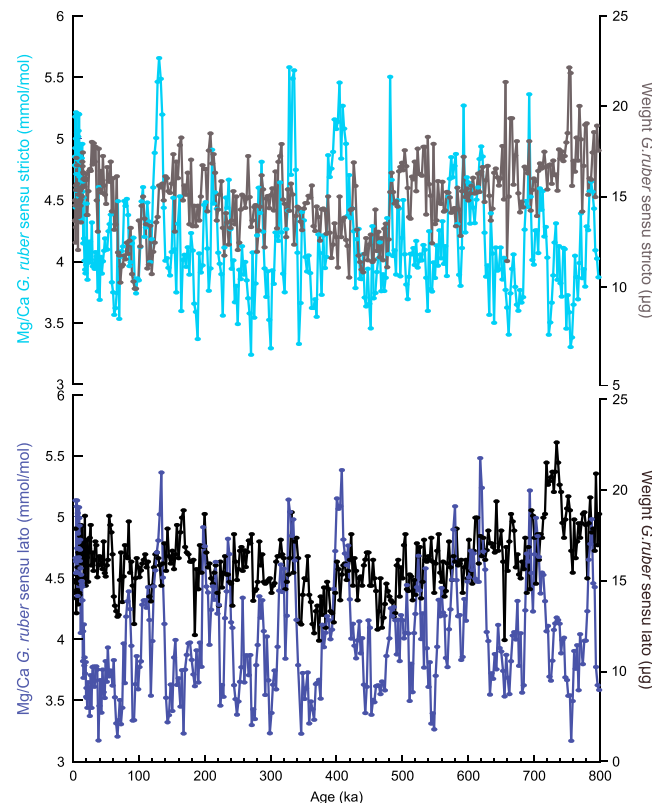 6
5.5
5
4.5
4
3.5
3
Mg/Ca G. ruber sensu stricto (mmol/mol)
25
20
15
10
5
Weight G.ruber sensu stricto
(µg)
5.5
5
4.5
4
3.5
3
Mg/Ca G. ruber sensu lato (mmol/mol)
25
20
15
10
0
Weight G.ruber sensu lato
(µg)
0 100 200 300 400 500 600 700 800
Age (ka)